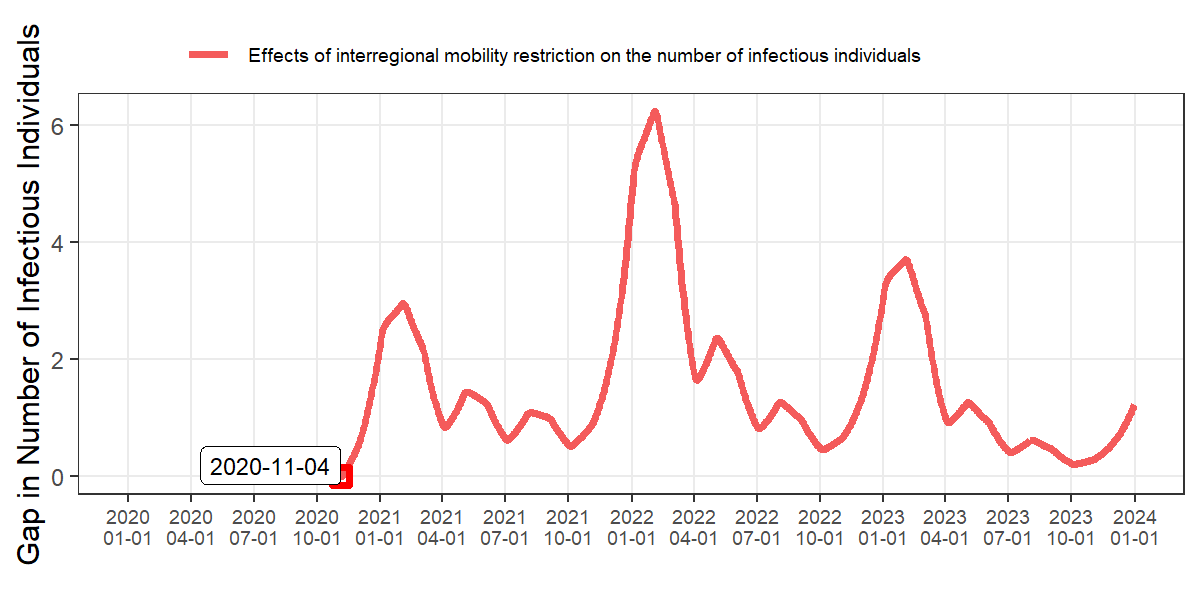 Effects of interregional mobility restriction on the number of infectious individuals
Gap in Number of Infectious Individuals
6
4
2
0
2020-11-04
2020 2020 2020 2020 2021 2021 2021 2021 2022 2022 2022 2022 2023 2023 2023 2023 2024
01-01 04-01 07-01 10-01 01-01 04-01 07-01 10-01 01-01 04-01 07-01 10-01 01-01 04-01 07-01 10-01 01-01